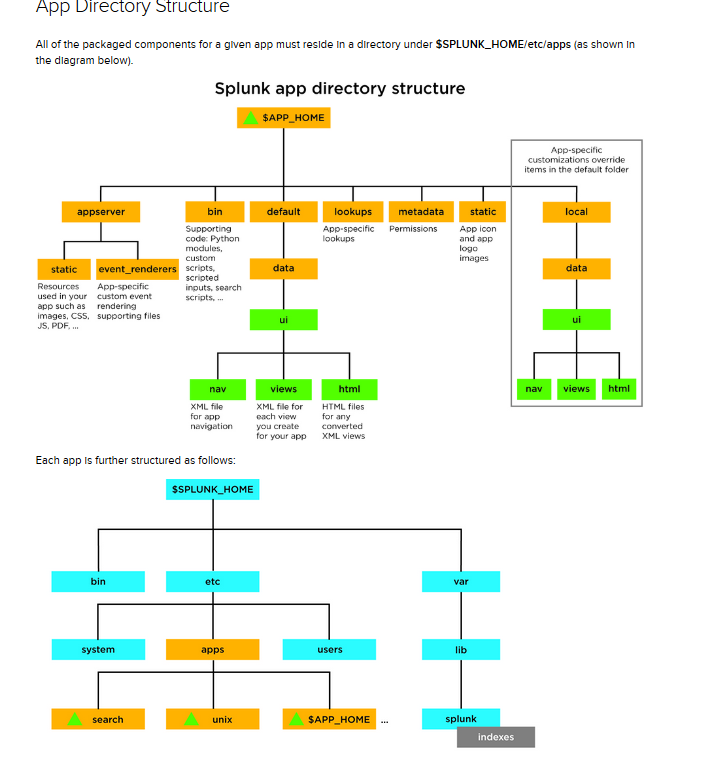 App Directory Structure
All of the packaged components for a given app must reside in a directory under $SPLUNK_HOME/etc/apps (as shown in
the diagram below).
Splunk app directory structure
$APP_HOME
App-specific
customizations override
items in the default folder
appserver
bin
default
lookups
metadata
static
local
Supporting
code: Python
modules,
custom
scripts,
scripted
inputs, search
scripts, ...
App-specific
lookups
Permissions
App icon
and app
logo
images
static
event_renderers
data
data
Resources
used in your
app such as
images, CSS,
JS, PDF, ...
App-specific
custom event
rendering
supporting files
ui
ui
nav
views
html
nav
views
html
XML file
for app
navigation
XML file for
each view
you create
for your app
HTML files
for any
converted
XML views
Each app is further structured as follows:
$SPLUNK_HOME
bin
etc
var
system
apps
users
lib
search
unix
$APP_HOME
...
splunk
indexes